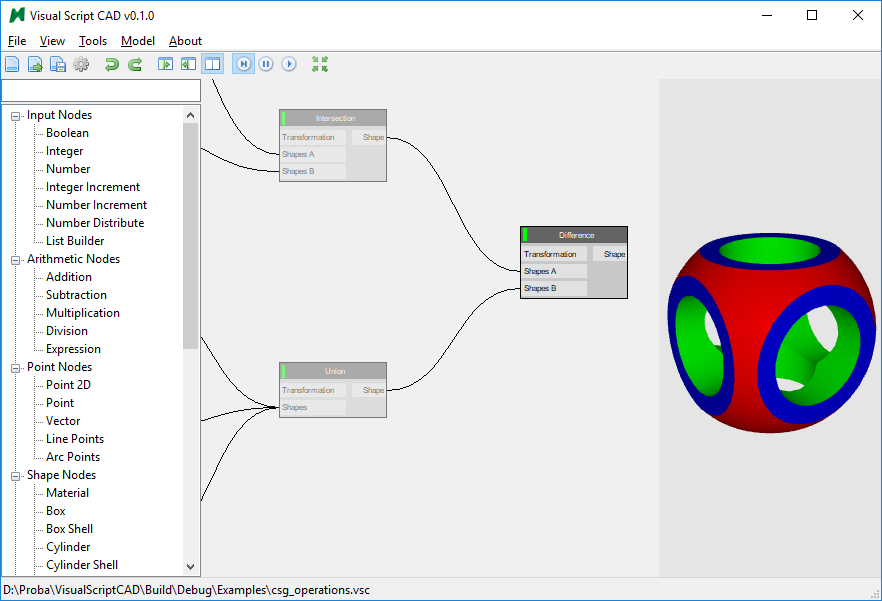 Visual Script CAD v0.1.0
File View Tools Model About
Input Nodes
Boolean
Integer
Number
Integer Increment
Number Increment
Number Distribute
List Builder
Arithmetic Nodes
Addition
Subtraction
Multiplication
Division
Expression
Point Nodes
Point 2D
Point
Vector
Line Points
Arc Points
Shape Nodes
Material
Box
Box Shell
Cylinder
Cylinder Shell
Intersection
Transformation Shape
Shapes A
Shapes B
Difference
Transformation Shape
Shapes A
Shapes B
Union
Transformation Shape
Shapes
D:\Proba\VisualScriptCAD\Build\Debug\Examples\csg_operations.vsc